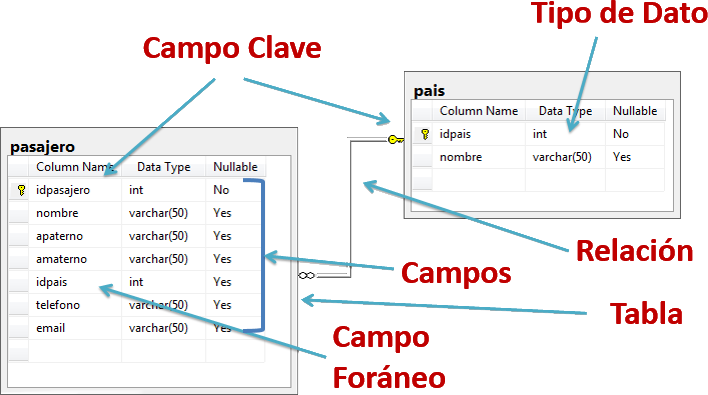 Tipo de Dato
Campo Clave
pais
Column Name Data Type Nullable
idpais int No
nombre varchar(50) Yes
pasajero
Column Name Data Type Nullable
idpasajero int No
nombre varchar(50) Yes
apaterno varchar(50) Yes
amaterno varchar(50) Yes
idpais int Yes
telefono varchar(50) Yes
email varchar(50) Yes
Relación
Campos
Tabla
Campo
Foráneo